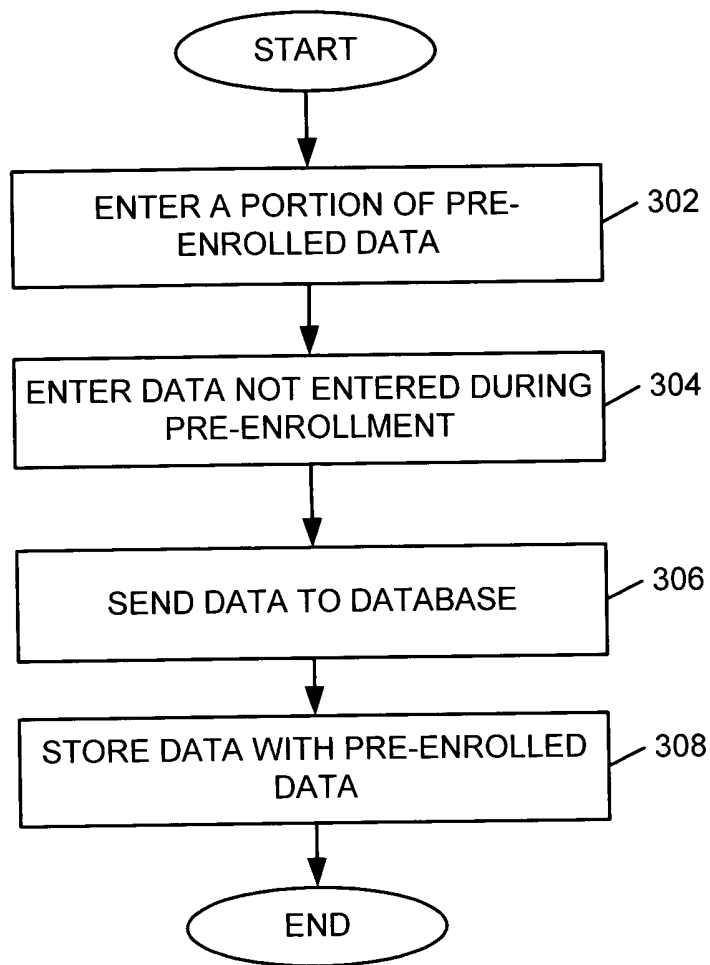 START
ENTER A PORTION OF PRE-
ENROLLED DATA
302
ENTER DATA NOT ENTERED DURING
PRE-ENROLLMENT
304
SEND DATA TO DATABASE
306
STORE DATA WITH PRE-ENROLLED
DATA
308
END